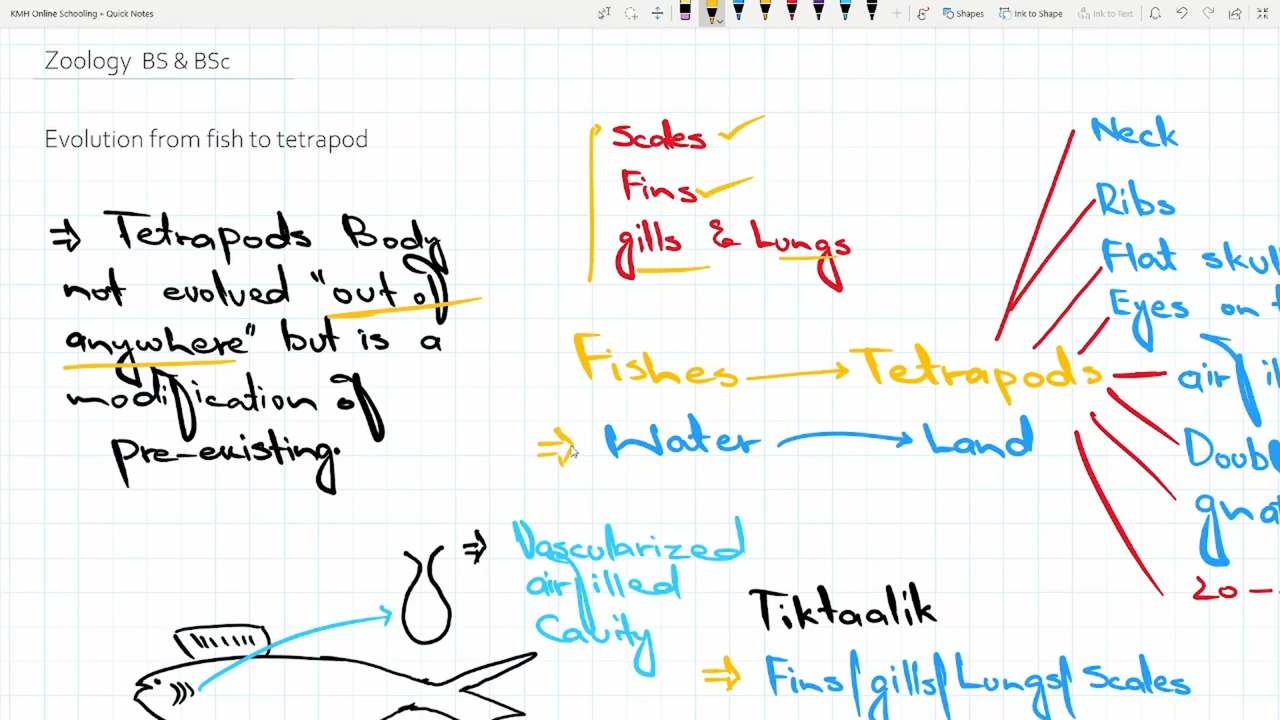 KMH Online Schooling + Quick Notes
Shapes
Ink to Shape
Ink to Text
Zoology BS & BSc
Evolution from fish to tetrapod
⇒ Tetrapods Body
not evolved "out of
anywhere" but is a
modification of
pre-existing.
Scales ✓
Fins ✓
gills & Lungs
Fishes → Tetrapods
⇒ Water → Land
Neck
Ribs
Flat skul
Eyes on
air
Doubl
gna
20 -
⇒ Vascularized
air filled
Cavity
Tiktaalik
⇒ Fins/gills/Lungs/Scales